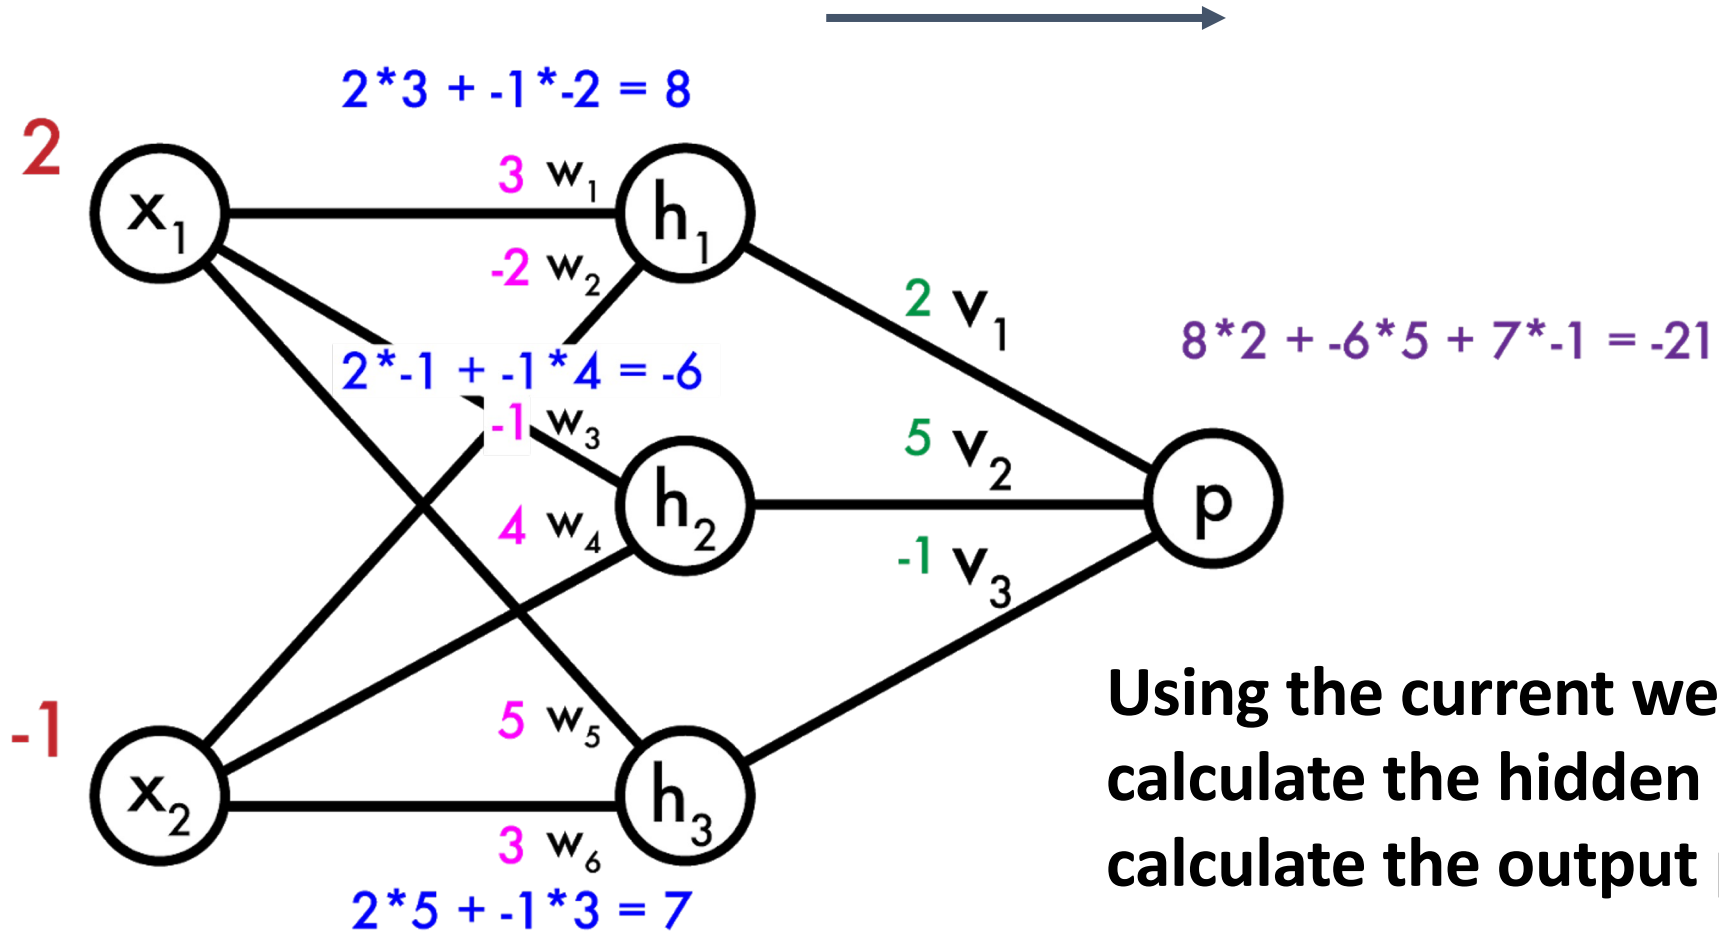 2*3 + -1*-2 = 8
2
x1
3 w1
h1
-2 w2
2 v1
8*2 + -6*5 + 7*-1 = -21
2*-1 + -1*4 = -6
-1 w3
5 v2
h2
p
4 w4
-1 v3
Using the current
calculate the hidden
calculate the output
5 w5
-1
x2
h3
3 w6
2*5 + -1*3 = 7